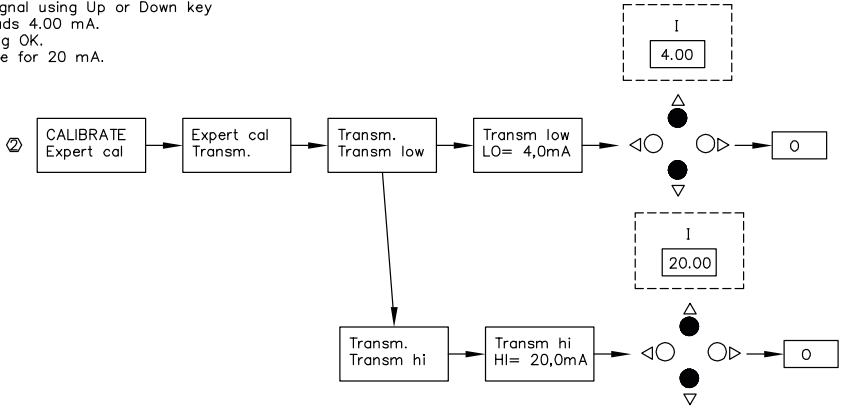 gnal using Up or Down key
ds 4.00 mA.
g OK.
e for 20 mA.
I
4.00
2
CALIBRATE
Expert cal
Expert cal
Transm.
Transm.
Transm low
Transm low
LO= 4,0mA
O
I
20.00
Transm.
Transm hi
Transm hi
HI= 20,0mA
O